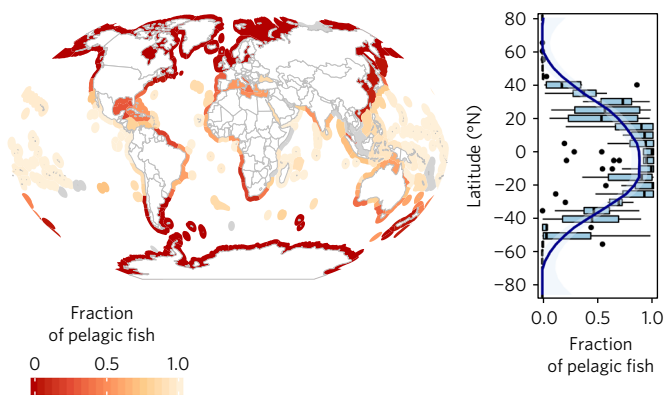 80
60
40
20
0
−20
−40
−60
−80
Latitude (°N)
0.0 0.5 1.0
Fraction
of pelagic fish
Fraction
of pelagic fish
0 0.5 1.0